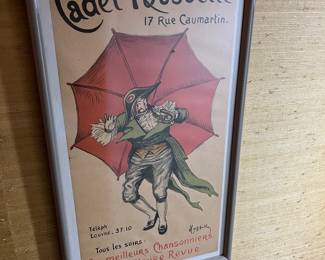 Cadet Rousselle
17 Rue Caumartin.
Téléph
Louvre. 37.10
Tous les soirs:
meilleurs Chansonniers
Revue